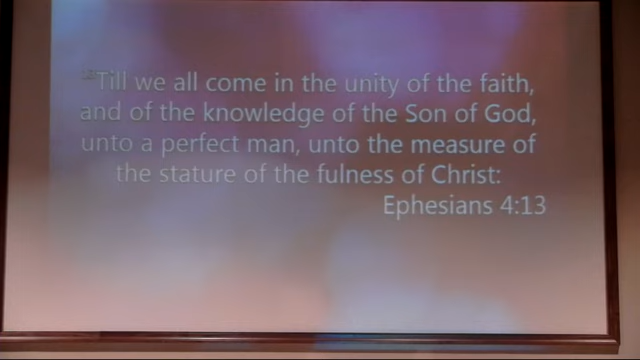 "Till we all come in the unity of the faith,
and of the knowledge of the Son of God,
unto a perfect man, unto the measure of
the stature of the fulness of Christ:
Ephesians 4:13